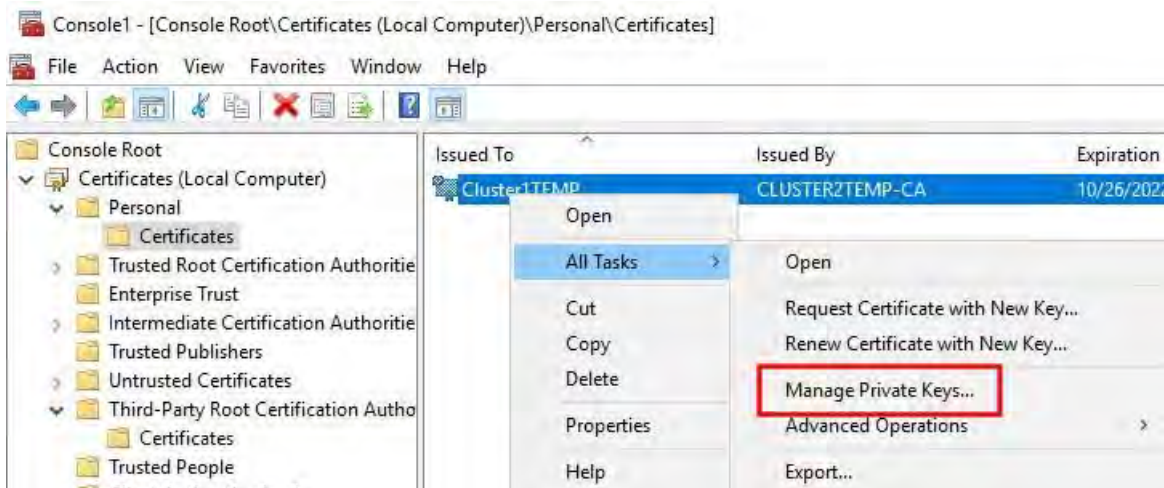 Console1 - [Console Root\Certificates (Local Computer)\Personal\Certificates]
File Action View Favorites Window Help
Console Root
Certificates (Local Computer)
Personal
Certificates
Trusted Root Certification Authoritie
Enterprise Trust
Intermediate Certification Authoritie
Trusted Publishers
Untrusted Certificates
Third-Party Root Certification Autho
Certificates
Trusted People
Issued To Issued By Expiration
Cluster1TEMP CLUSTER2TEMP-CA 10/26/2022
Open
All Tasks
Cut
Copy
Delete
Properties
Help
Open
Request Certificate with New Key...
Renew Certificate with New Key...
Manage Private Keys...
Advanced Operations
Export...